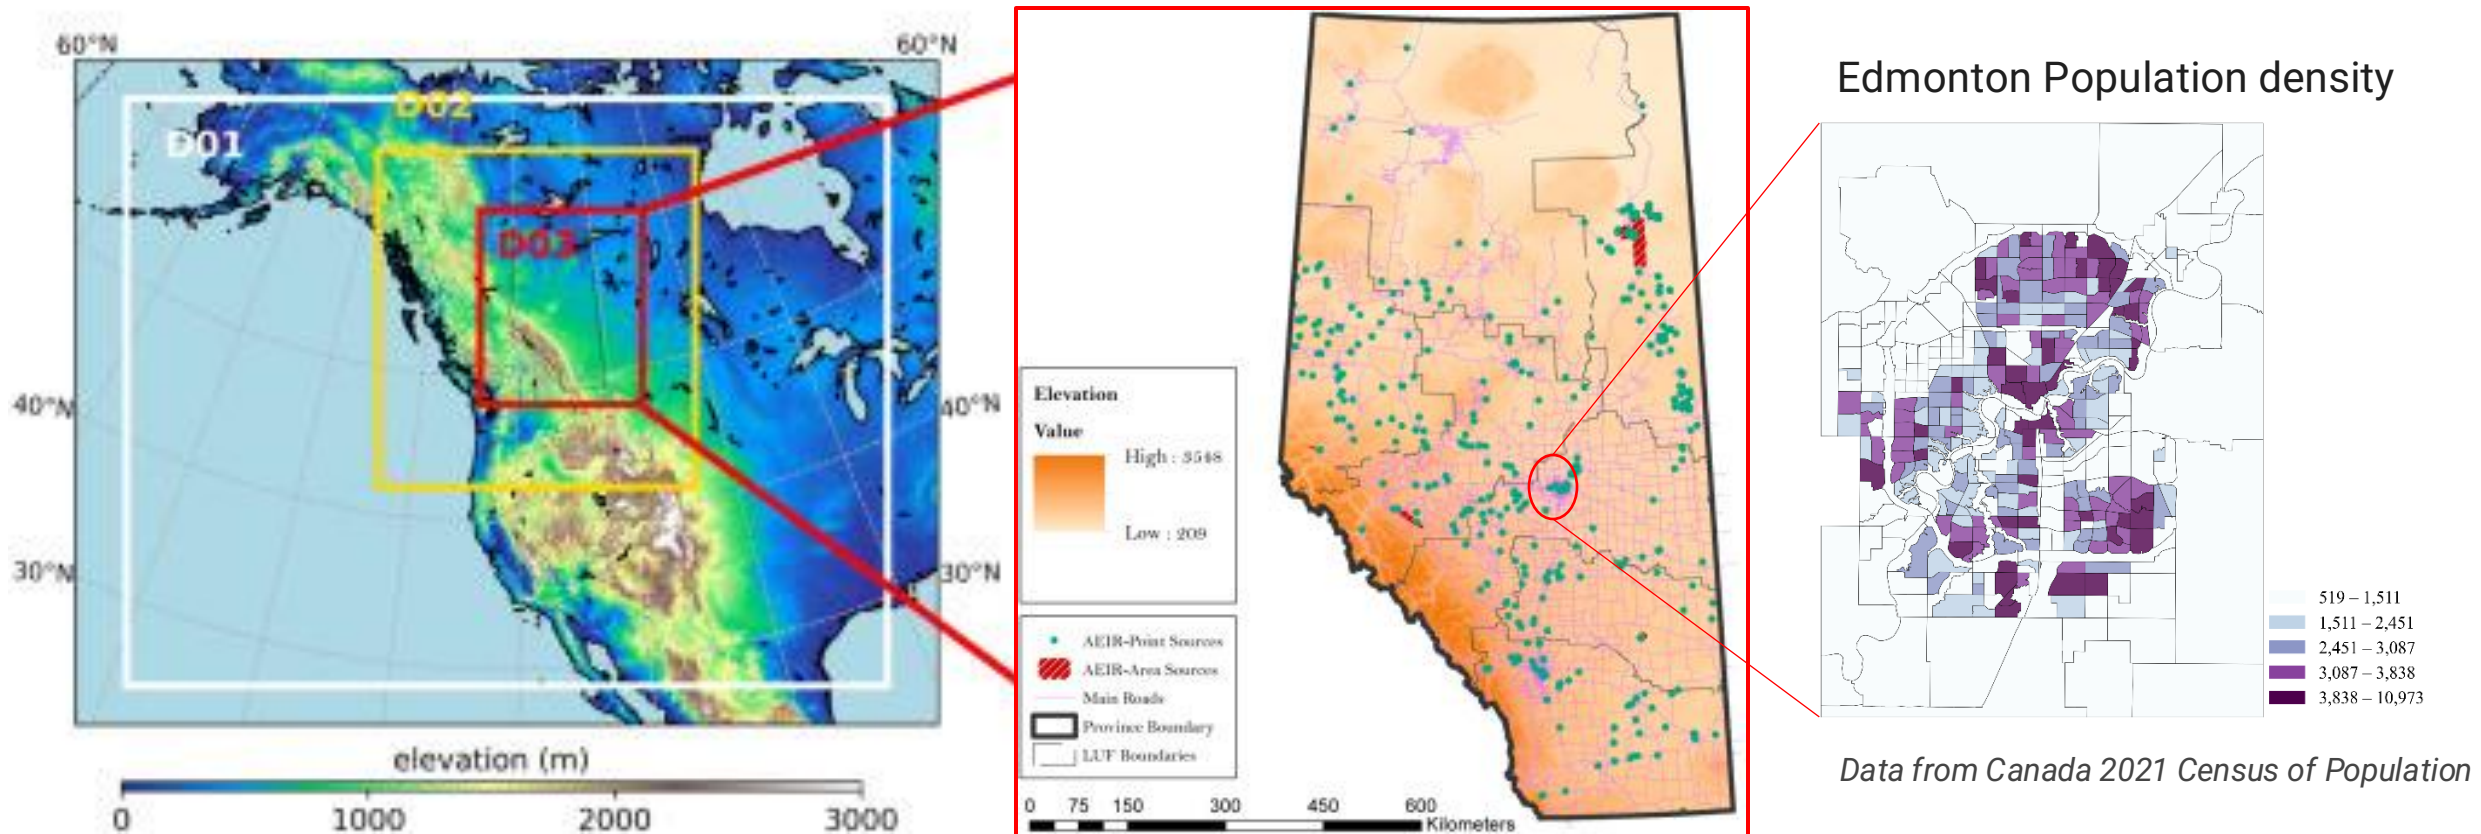 60°N
60°N
D02
D01
D03
40°N
40°N
30°N
30°N
elevation (m)
0 1000 2000 3000
Elevation
Value
High : 3548
Low : 209
AEIR-Point Sources
AEIR-Area Sources
Main Roads
Province Boundary
LUF Boundaries
0 75 150 300 450 600
Kilometers
Edmonton Population density
519 – 1,511
1,511 – 2,451
2,451 – 3,087
3,087 – 3,838
3,838 – 10,973
Data from Canada 2021 Census of Population